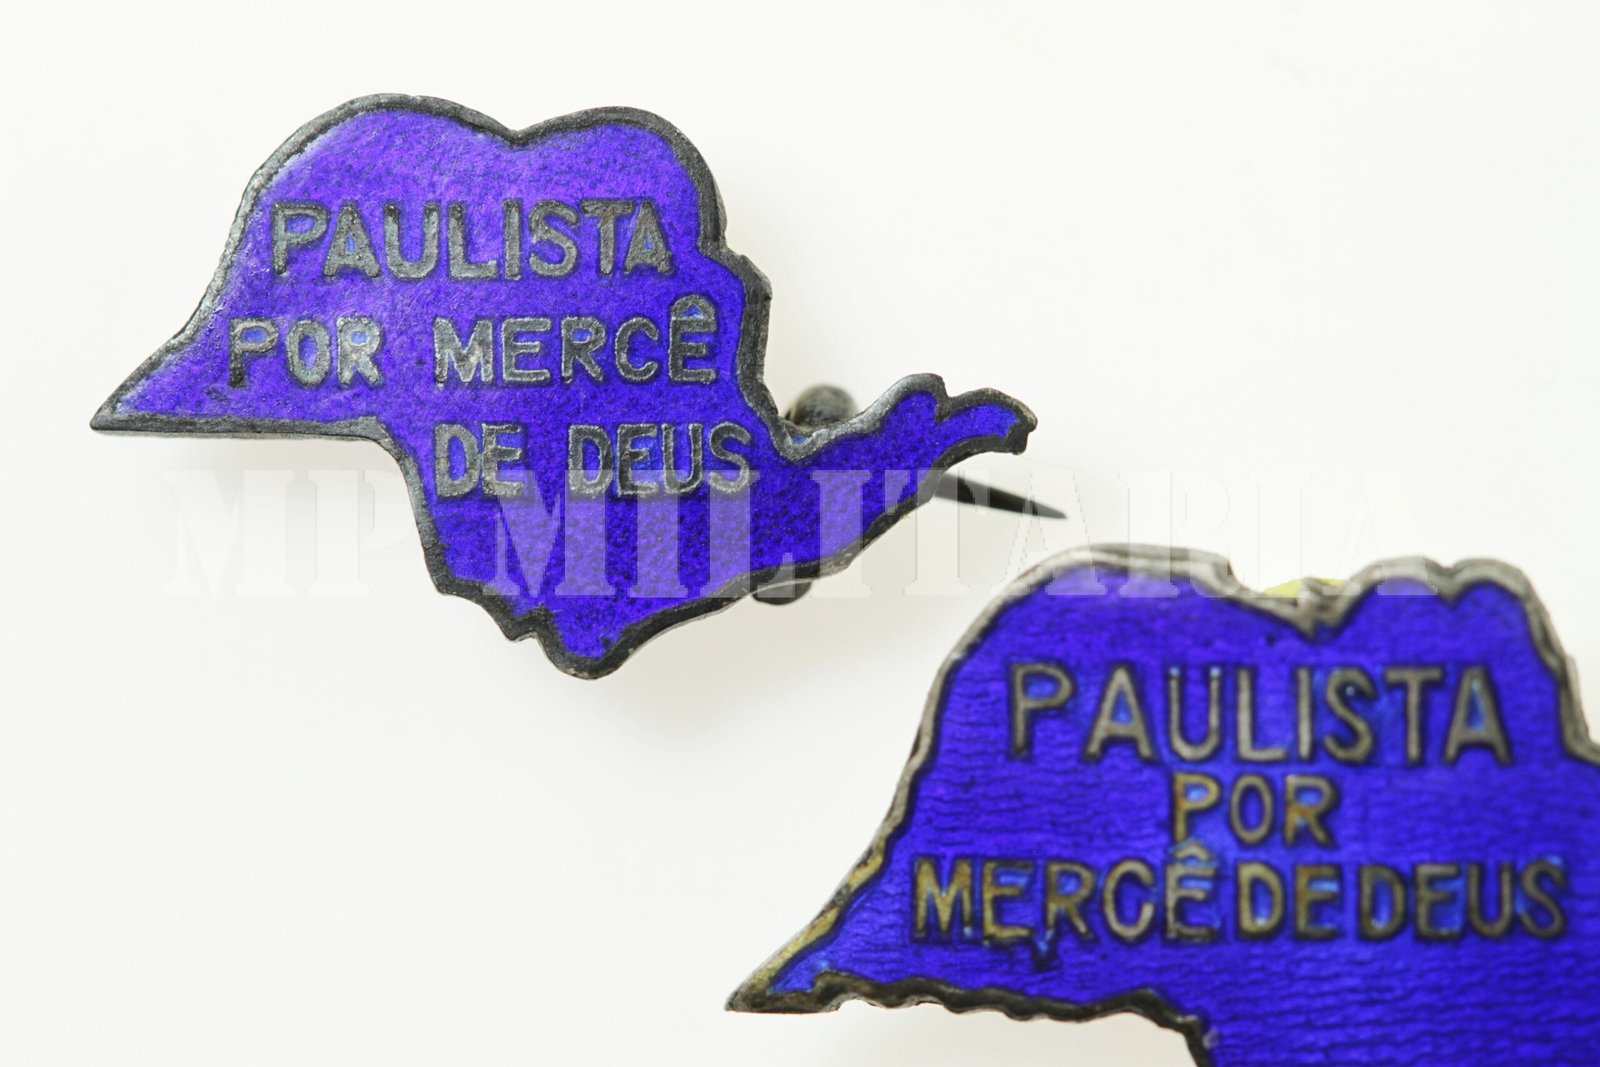 PAULISTA
POR MERCÊ
DE DEUS
MP MILITARIA
PAULISTA
POR
MERCÊ DE DEUS